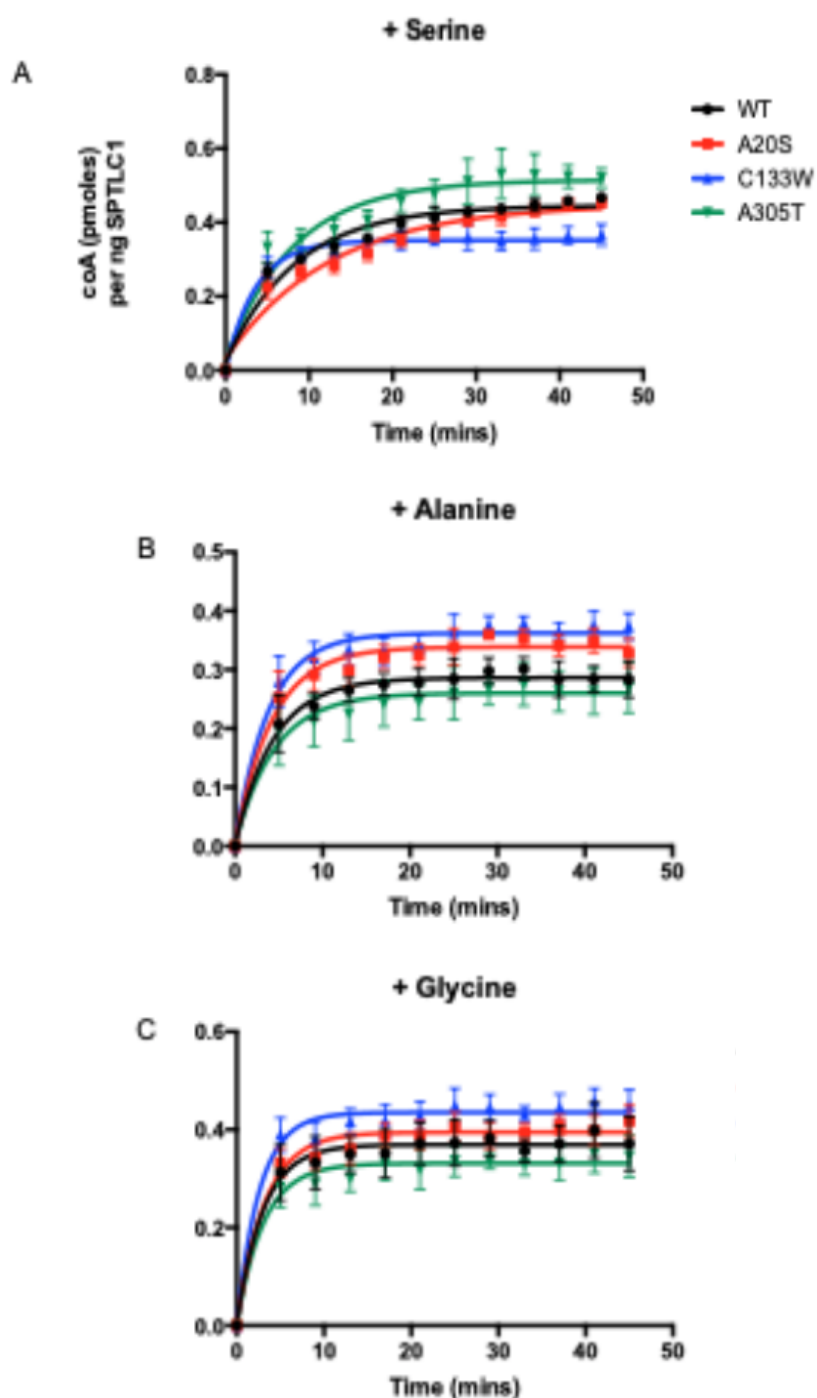 + Serine
A
0.8
0.6
0.4
0.2
0.0
coA (pmoles)
per ng SPTLC1
0 10 20 30 40 50
Time (mins)
WT
A20S
C133W
A305T
+ Alanine
B
0.5
0.4
0.3
0.2
0.1
0.0
0 10 20 30 40 50
Time (mins)
+ Glycine
C
0.6
0.4
0.2
0.0
0 10 20 30 40 50
Time (mins)